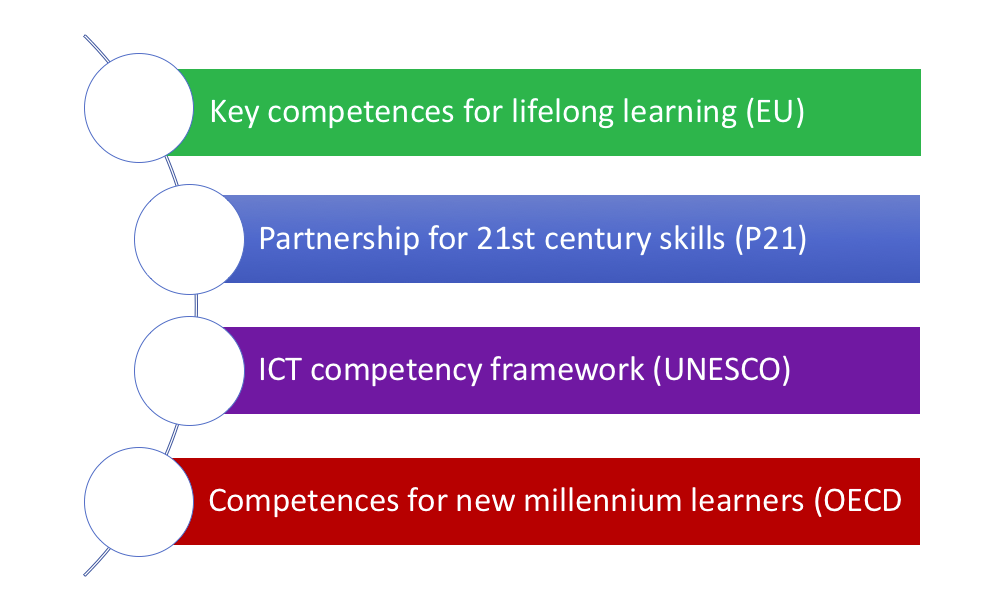 Key competences for lifelong learning (EU)
Partnership for 21st century skills (P21)
ICT competency framework (UNESCO)
Competences for new millennium learners (OECD